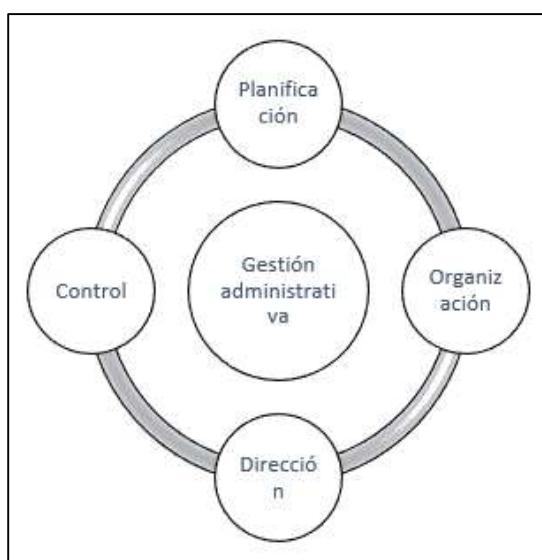 Planifica
ción
Control
Gestión
administrati
va
Organiz
ación
Direcció
n